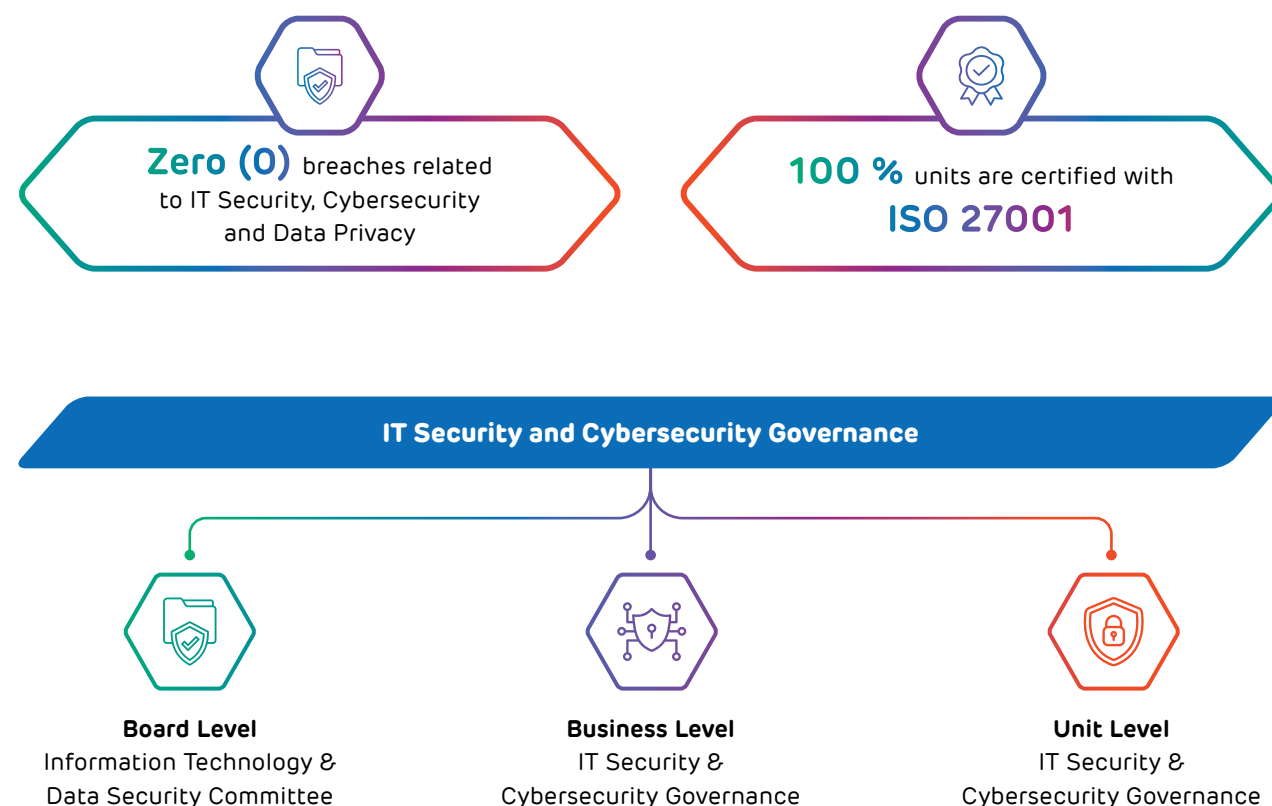 Zero (0) breaches related
to IT Security, Cybersecurity
and Data Privacy
100 % units are certified with
ISO 27001
IT Security and Cybersecurity Governance
Board Level
Information Technology &
Data Security Committee
Business Level
IT Security &
Cybersecurity Governance
Unit Level
IT Security &
Cybersecurity Governance